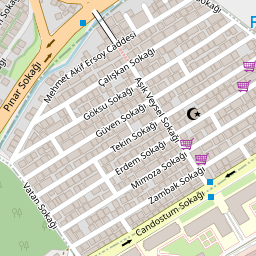 Mehmet Akif Ersoy Caddesi
Çalışkan Sokağı
Pınar Sokağı
Göksu Sokağı
Aşık Veysel Sokağı
Güven Sokağı
Tekin Sokağı
Erdem Sokağı
Mimoza Sokağı
Vatan Sokağı
Zambak Sokağı
Candostum Sokağı